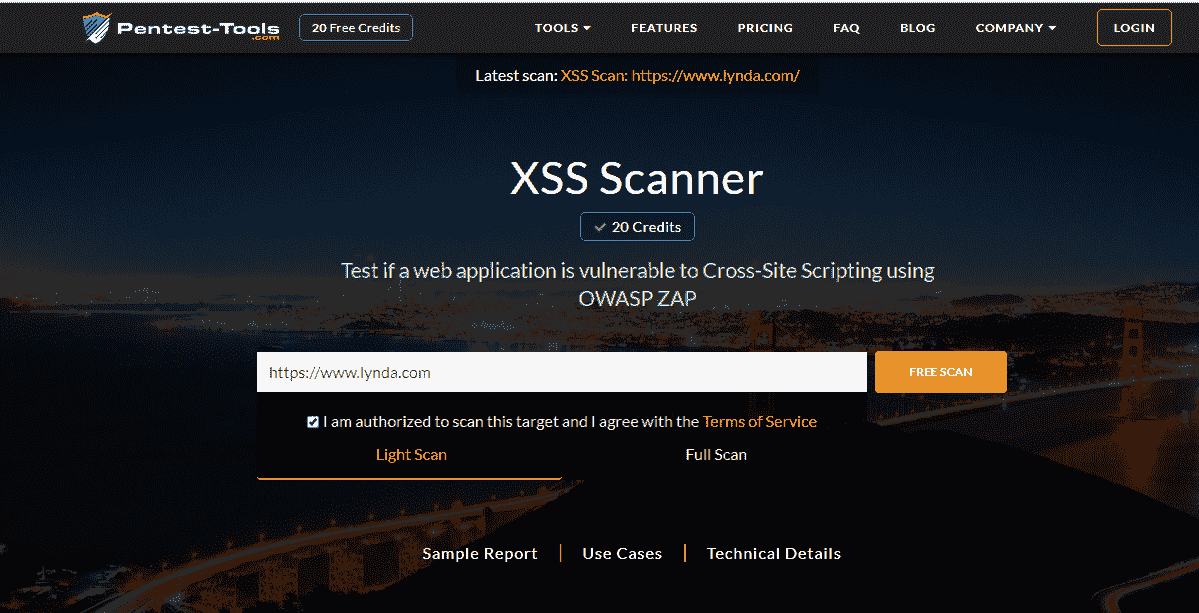 Pentest-Tools
.com
20 Free Credits
TOOLS
FEATURES
PRICING
FAQ
BLOG
COMPANY
LOGIN
Latest scan: XSS Scan: https://www.lynda.com/
XSS Scanner
20 Credits
Test if a web application is vulnerable to Cross-Site Scripting using
OWASP ZAP
https://www.lynda.com
FREE SCAN
I am authorized to scan this target and I agree with the Terms of Service
Light Scan
Full Scan
Sample Report
Use Cases
Technical Details